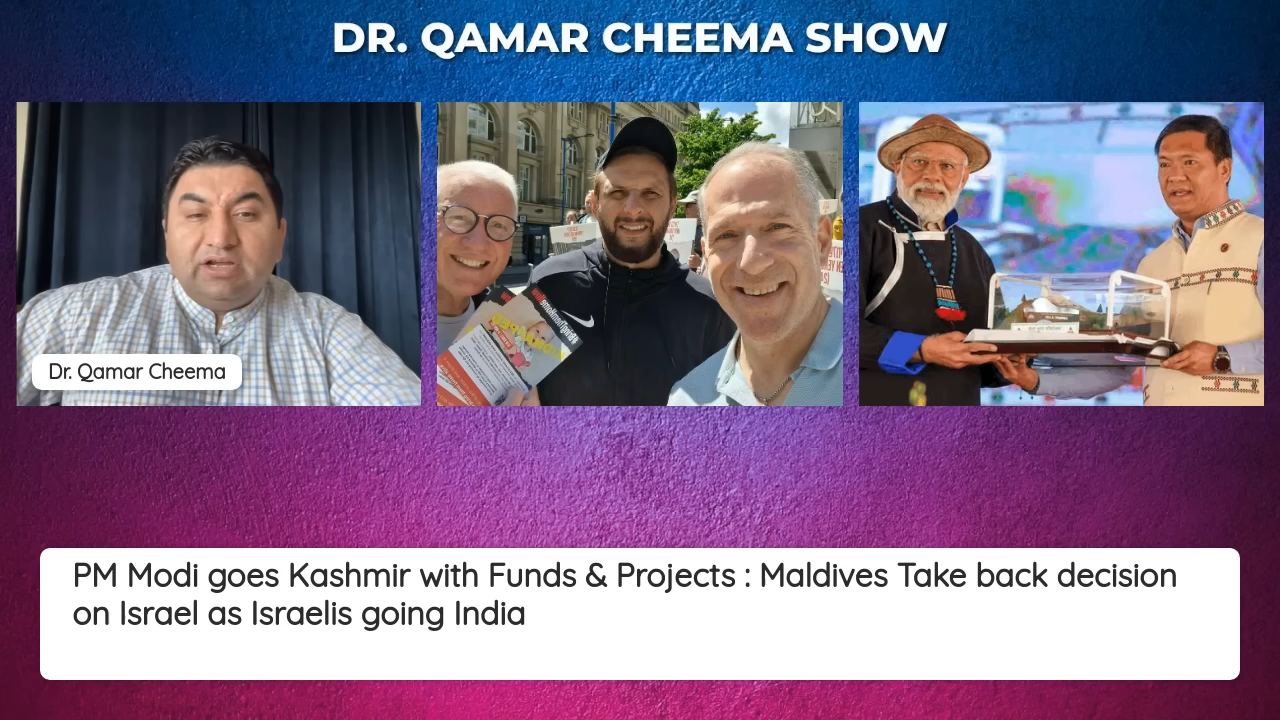 DR. QAMAR CHEEMA SHOW
Dr. Qamar Cheema
PM Modi goes Kashmir with Funds & Projects : Maldives Take back decision
on Israel as Israelis going India